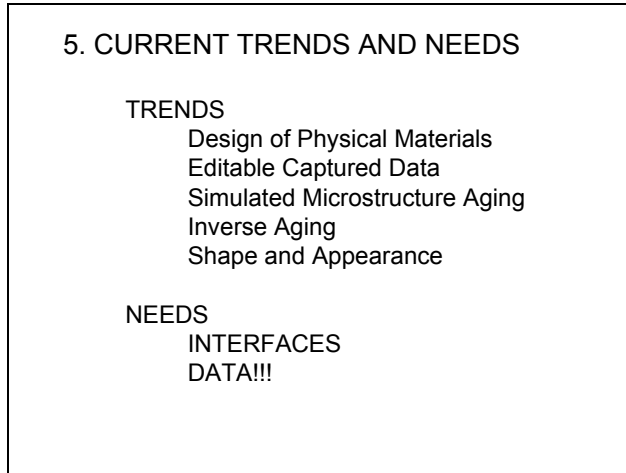 5. CURRENT TRENDS AND NEEDS
TRENDS
Design of Physical Materials
Editable Captured Data
Simulated Microstructure Aging
Inverse Aging
Shape and Appearance
NEEDS
INTERFACES
DATA!!!